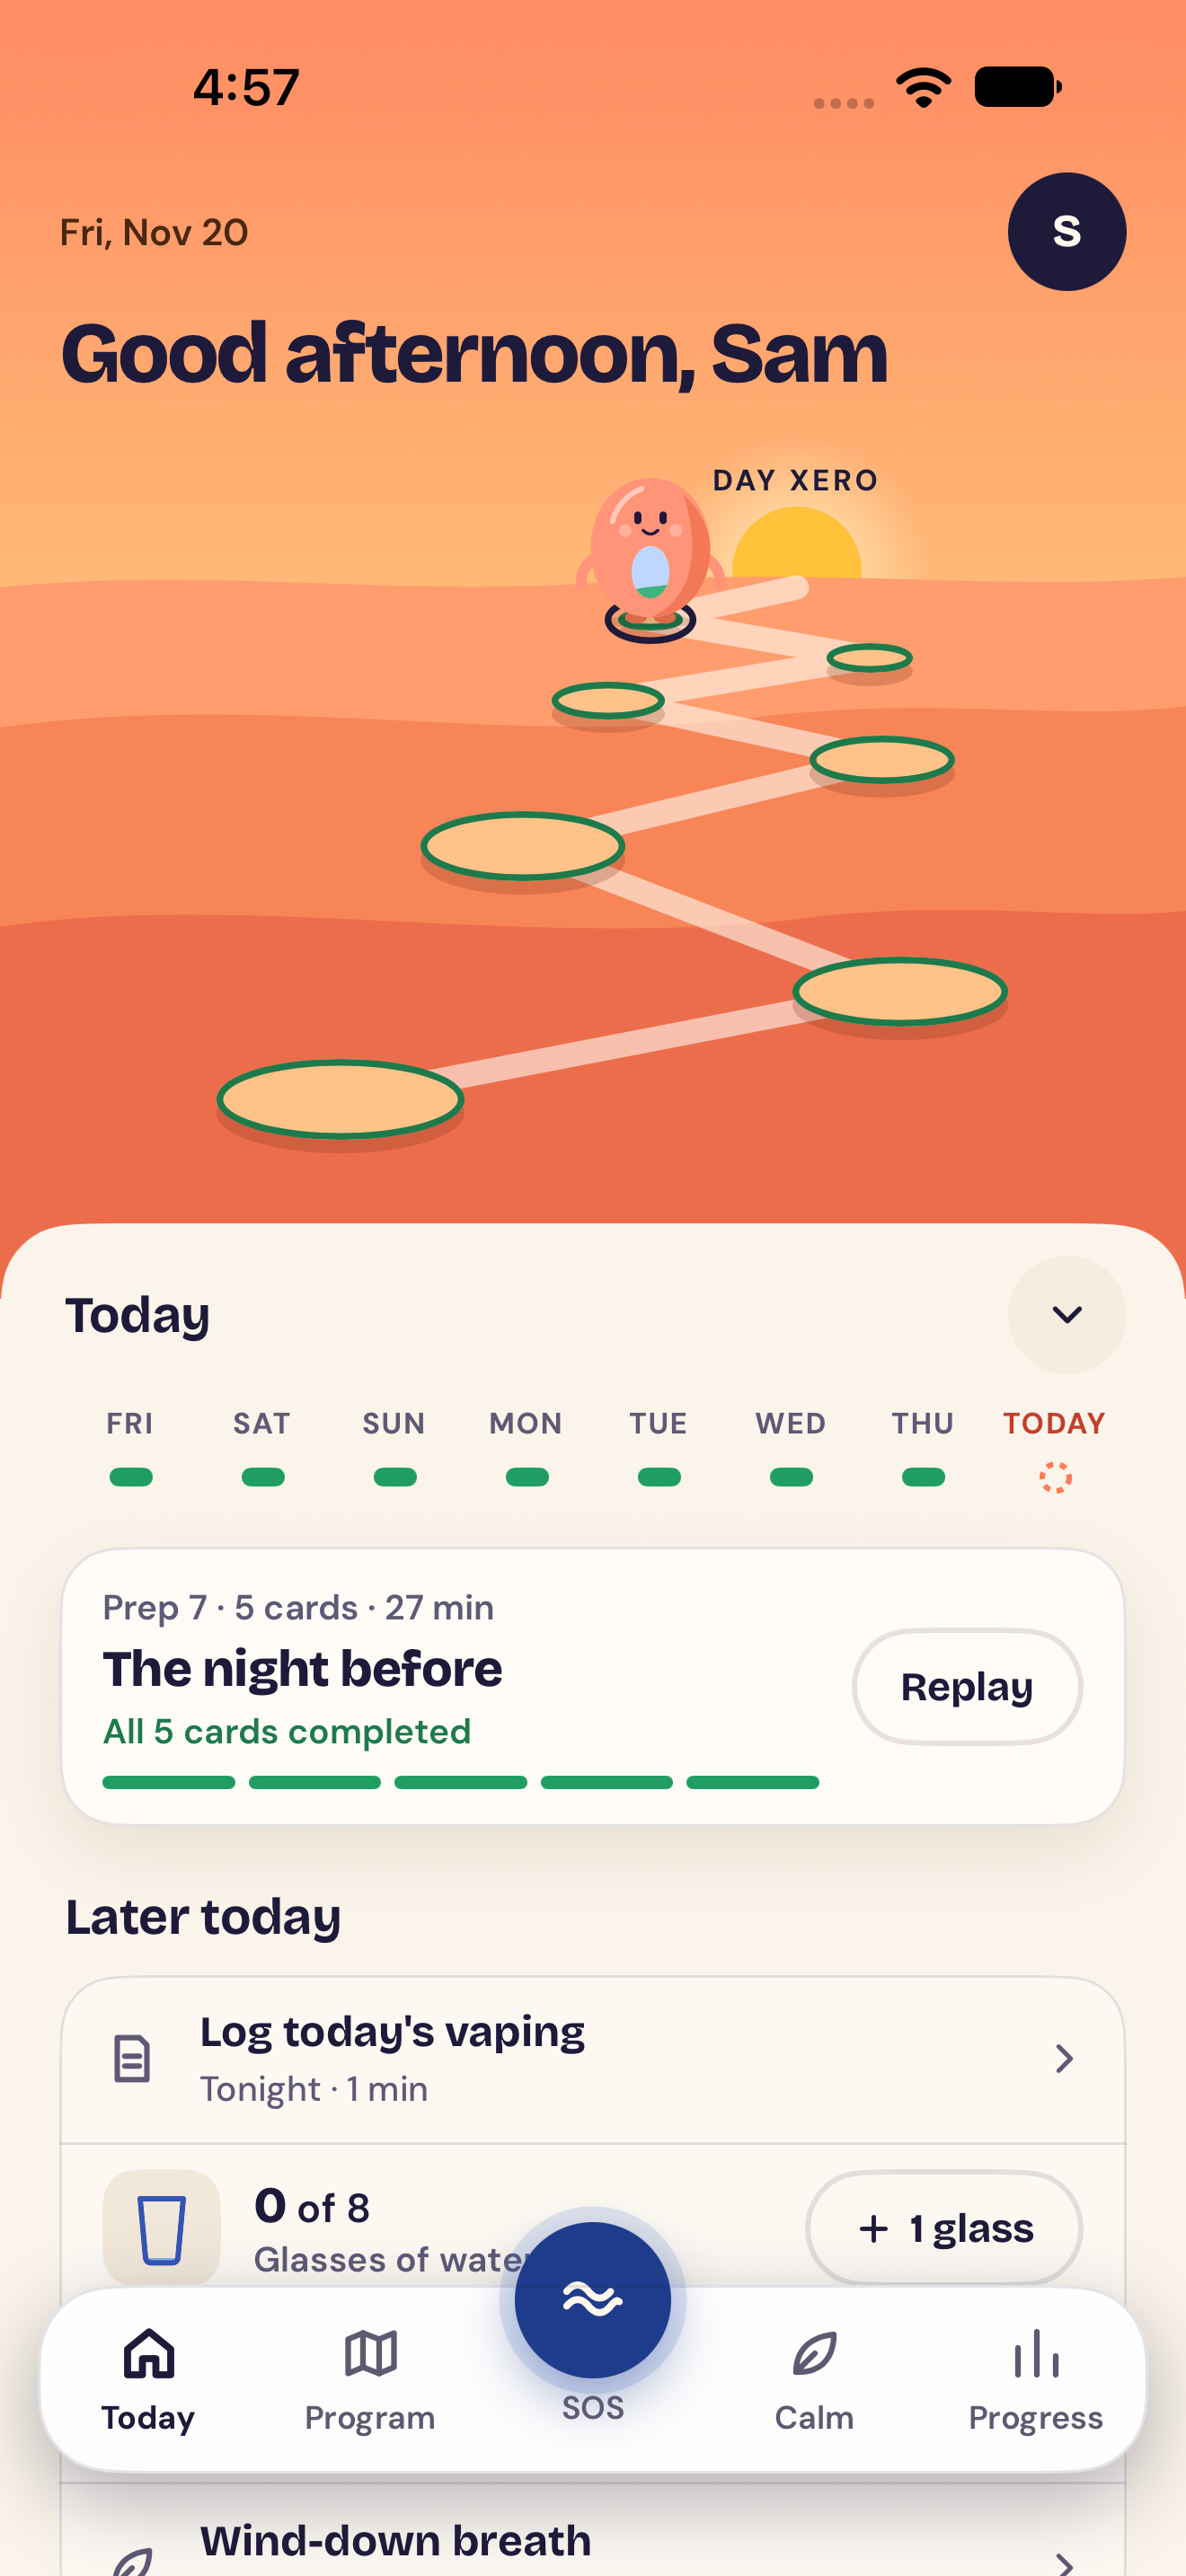 4:57
Fri, Nov 20
S
Good afternoon, Sam
DAY XERO
Today
FRI SAT SUN MON TUE WED THU TODAY
Prep 7 · 5 cards · 27 min
The night before
All 5 cards completed
Replay
Later today
Log today's vaping
Tonight · 1 min
0 of 8
Glasses of water
+ 1 glass
Today
Program
SOS
Calm
Progress
Wind-down breath